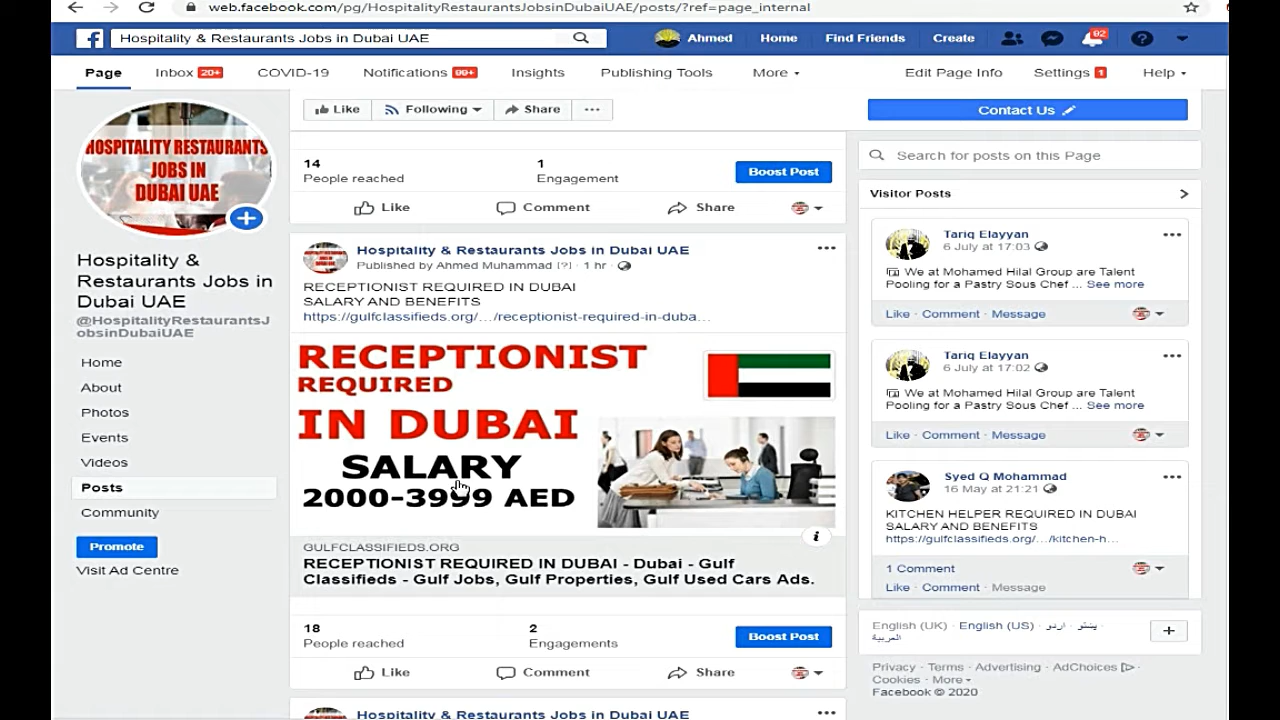 web.facebook.com/pg/HospitalityRestaurantsJobsinDubaiUAE/posts/?ref=page_internal
Hospitality & Restaurants Jobs in Dubai UAE
Ahmed
Home
Find Friends
Create
62
Page
Inbox 20+
COVID-19
Notifications 99+
Insights
Publishing Tools
More
Edit Page Info
Settings 1
Help
HOSPITALITY RESTAURANTS
JOBS IN
DUBAI UAE
Hospitality &
Restaurants Jobs in
Dubai UAE
@HospitalityRestaurantsJ
obsinDubaiUAE
Home
About
Photos
Events
Videos
Posts
Community
Promote
Visit Ad Centre
Like
Following
Share
...
14
People reached
1
Engagement
Boost Post
Like
Comment
Share
Hospitality & Restaurants Jobs in Dubai UAE
Published by Ahmed Muhammad [?] · 1 hr ·
RECEPTIONIST REQUIRED IN DUBAI
SALARY AND BENEFITS
https://gulfclassifieds.org/…/receptionist-required-in-duba…
RECEPTIONIST
REQUIRED
IN DUBAI
SALARY
2000-3999 AED
GULFCLASSIFIEDS.ORG
RECEPTIONIST REQUIRED IN DUBAI - Dubai - Gulf
Classifieds - Gulf Jobs, Gulf Properties, Gulf Used Cars Ads.
18
People reached
2
Engagements
Boost Post
Like
Comment
Share
Hospitality & Restaurants Jobs in Dubai UAE
Contact Us
Search for posts on this Page
Visitor Posts
Tariq Elayyan
6 July at 17:03
We at Mohamed Hilal Group are Talent
Pooling for a Pastry Sous Chef ... See more
Like · Comment · Message
Tariq Elayyan
6 July at 17:02
We at Mohamed Hilal Group are Talent
Pooling for a Pastry Sous Chef ... See more
Like · Comment · Message
Syed Q Mohammad
16 May at 21:21
KITCHEN HELPER REQUIRED IN DUBAI
SALARY AND BENEFITS
https://gulfclassifieds.org/…/kitchen-h…
1 Comment
Like · Comment · Message
English (UK) · English (US) · اردو · پښتو ·
العربية
Privacy · Terms · Advertising · AdChoices ·
Cookies · More
Facebook © 2020